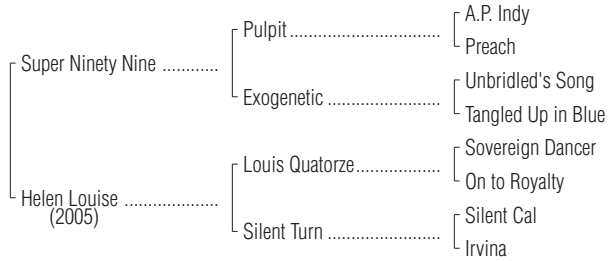 A.P. Indy
Pulpit......................................
Preach
Super Ninety Nine ............
Unbridled's Song
Exogenetic ............................
Tangled Up in Blue
Sovereign Dancer
Louis Quatorze.....................
On to Royalty
Helen Louise ....................
(2005)
Silent Cal
Silent Turn ............................
Irvina